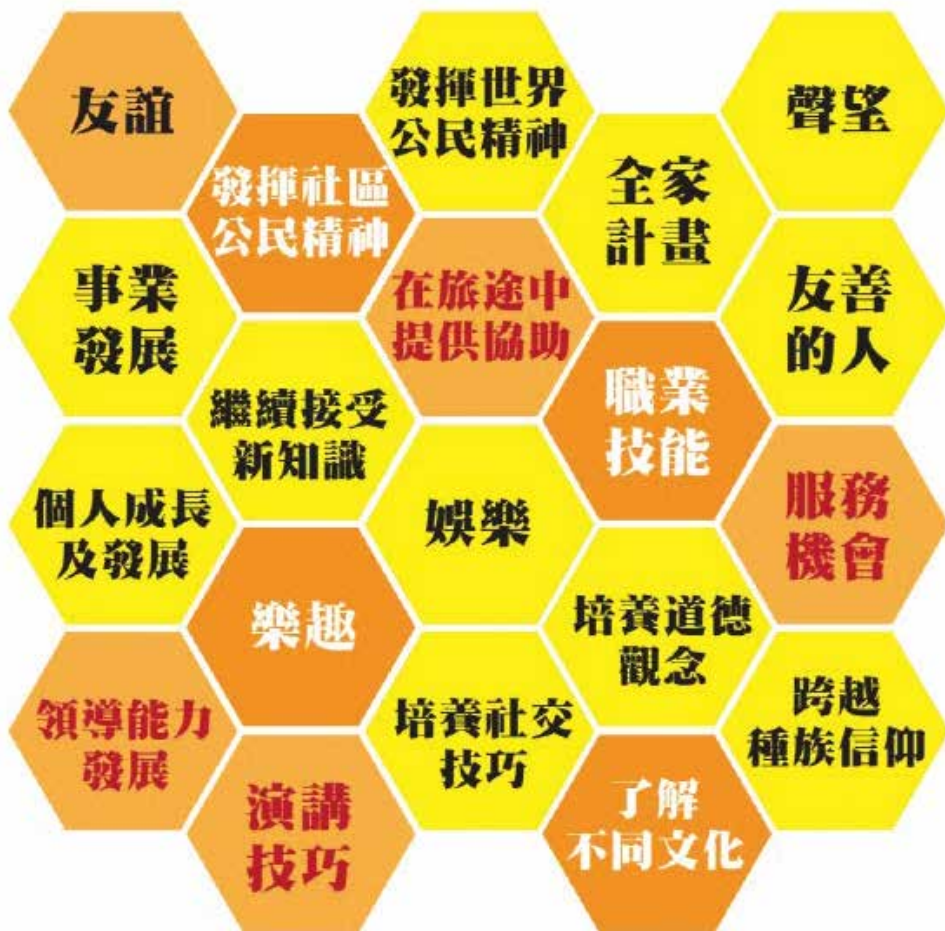 友誼
發揮世界
公民精神
聲望
發揮社區
公民精神
全家
計畫
事業
發展
在旅途中
提供協助
友善
的人
繼續接受
新知識
職業
技能
個人成長
及發展
娛樂
服務
機會
樂趣
培養道德
觀念
領導能力
發展
培養社交
技巧
跨越
種族信仰
演講
技巧
了解
不同文化